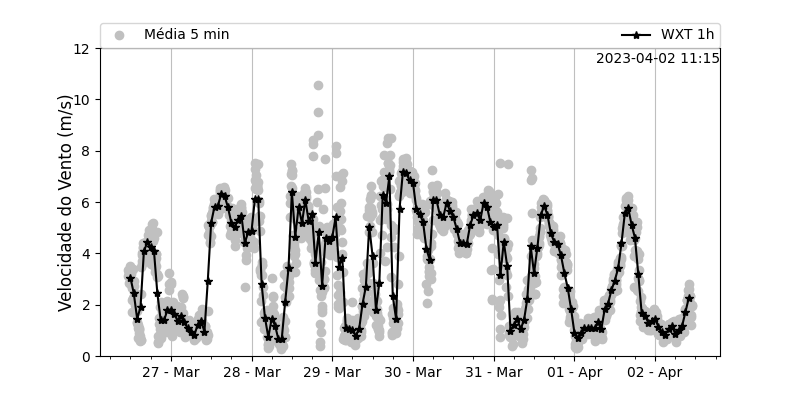 Média 5 min
WXT 1h
2023-04-02 11:15
Velocidade do Vento (m/s)
12
10
8
6
4
2
0
27 - Mar
28 - Mar
29 - Mar
30 - Mar
31 - Mar
01 - Apr
02 - Apr